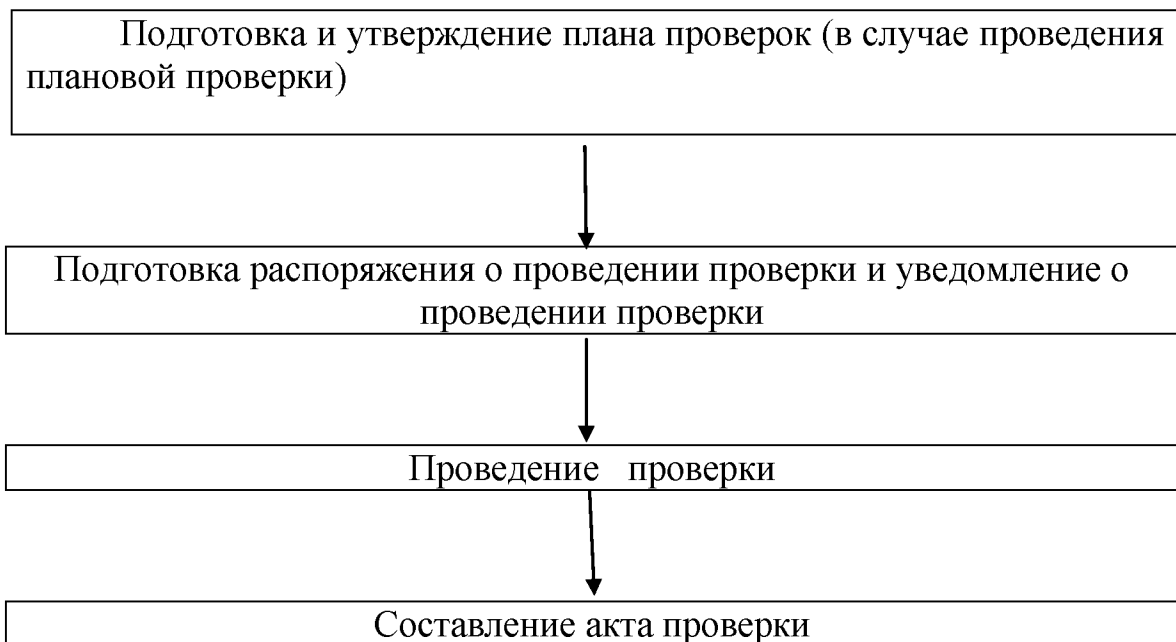 Подготовка и утверждение плана проверок (в случае проведения
плановой проверки)
Подготовка распоряжения о проведении проверки и уведомление о
проведении проверки
Проведение проверки
Составление акта проверки